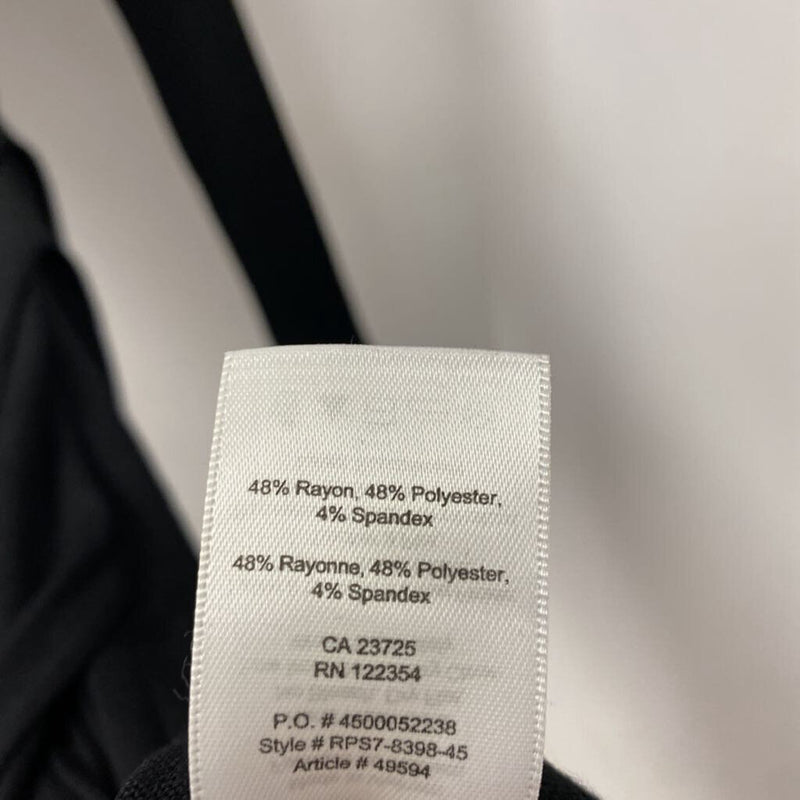 48% Rayon, 48% Polyester,
4% Spandex
48% Rayonne, 48% Polyester,
4% Spandex
CA 23725
RN 122354
P.O. # 4500052238
Style # RPS7-8398-45
Article # 49594